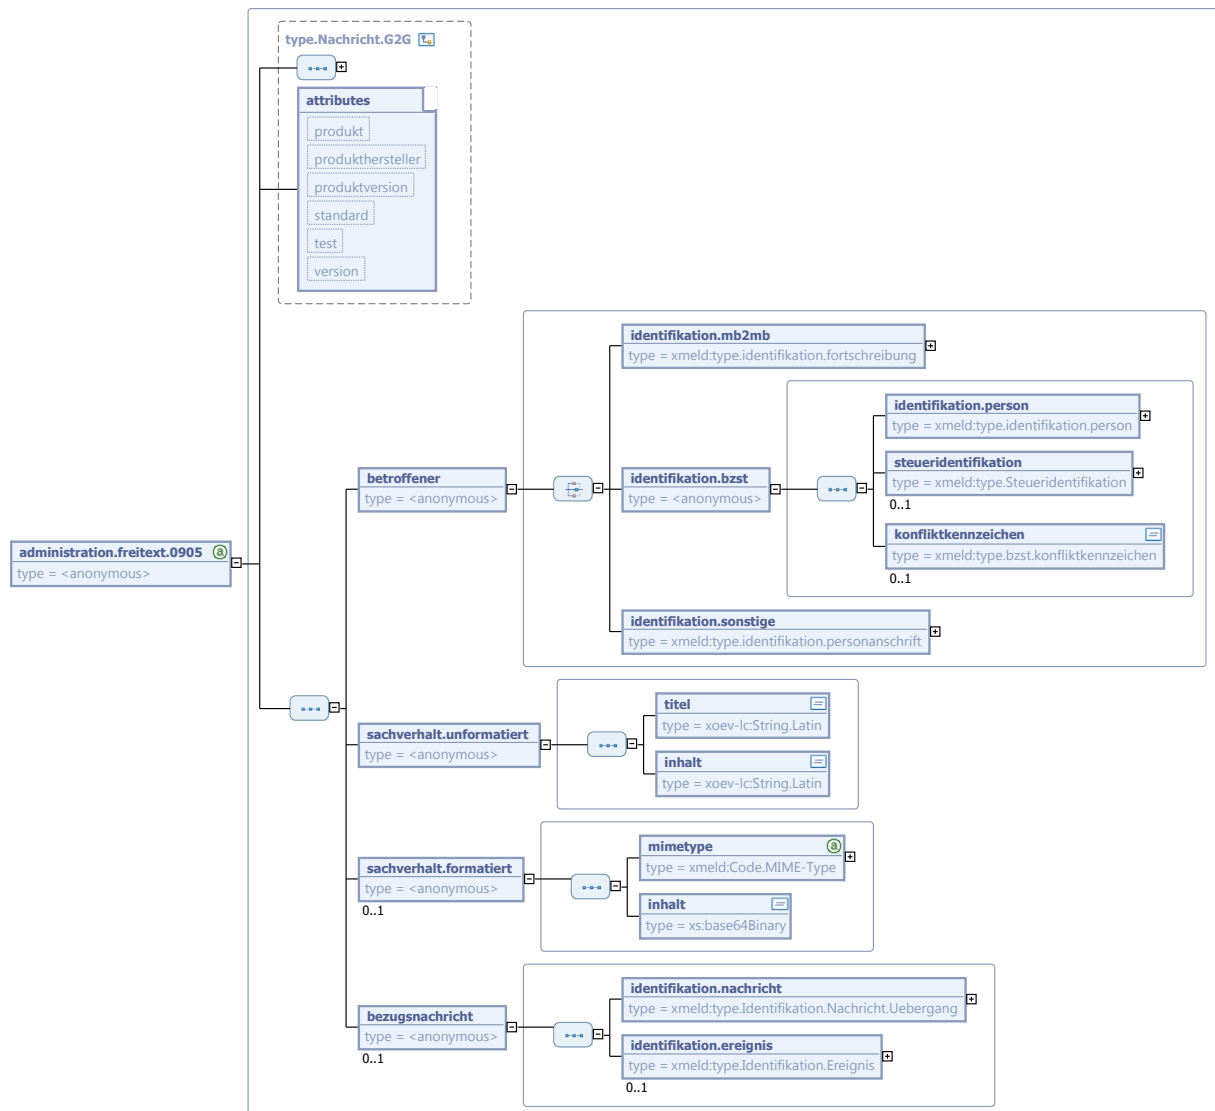 type.Nachricht.G2G
attributes
produkt
produkthersteller
produktversion
standard
test
version
identifikation.mb2mb
type = xmeld:type.identifikation.fortschreibung
identifikation.person
type = xmeld:type.identifikation.person
betroffener
type = <anonymous>
identifikation.bzst
type = <anonymous>
steueridentifikation
type = xmeld:type.Steueridentifikation
0..1
konfliktkennzeichen
type = xmeld:type.bzst.konfliktkennzeichen
0..1
administration.freitext.0905 a
type = <anonymous>
identifikation.sonstige
type = xmeld:type.identifikation.personanschrift
sachverhalt.unformatiert
type = <anonymous>
titel
type = xoev-lc:String.Latin
inhalt
type = xoev-lc:String.Latin
sachverhalt.formatiert
type = <anonymous>
0..1
mimetype a
type = xmeld:Code.MIME-Type
inhalt
type = xs:base64Binary
bezugsnachricht
type = <anonymous>
0..1
identifikation.nachricht
type = xmeld:type.Identifikation.Nachricht.Uebergang
identifikation.ereignis
type = xmeld:type.Identifikation.Ereignis
0..1